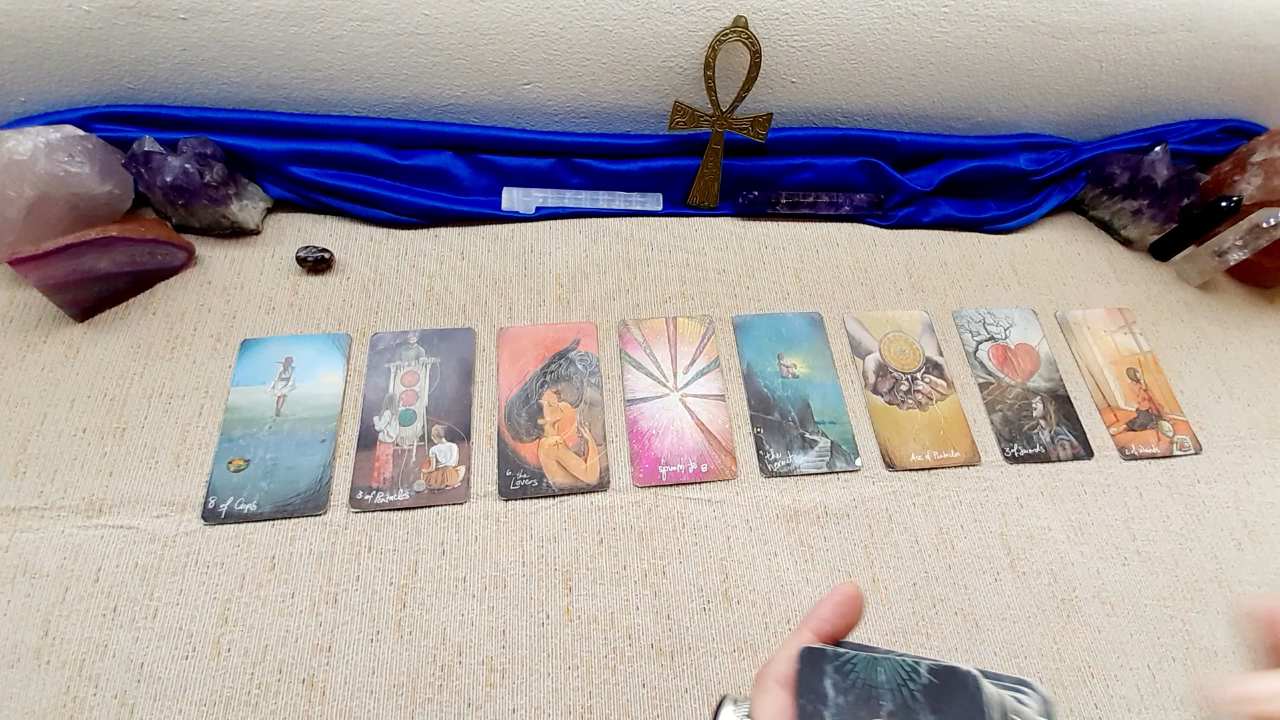 8 of Cups
3 of Pentacles
6. the
Lovers
8 of Wands
the
hermit
Ace of Pentacles
3 of Swords